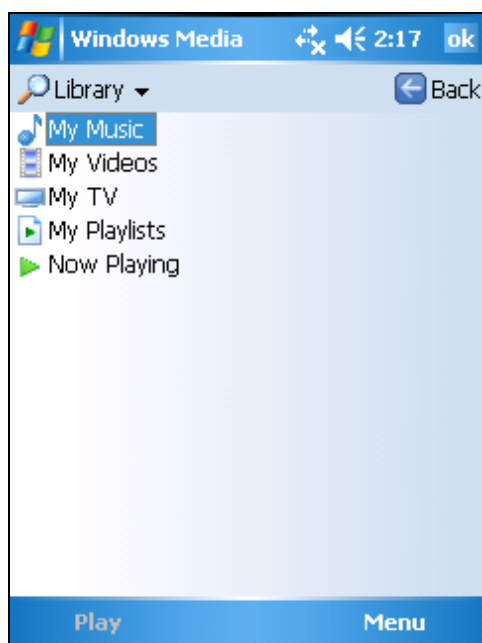 Windows Media 2:17 ok
Library Back
My Music
My Videos
My TV
My Playlists
Now Playing
Play Menu